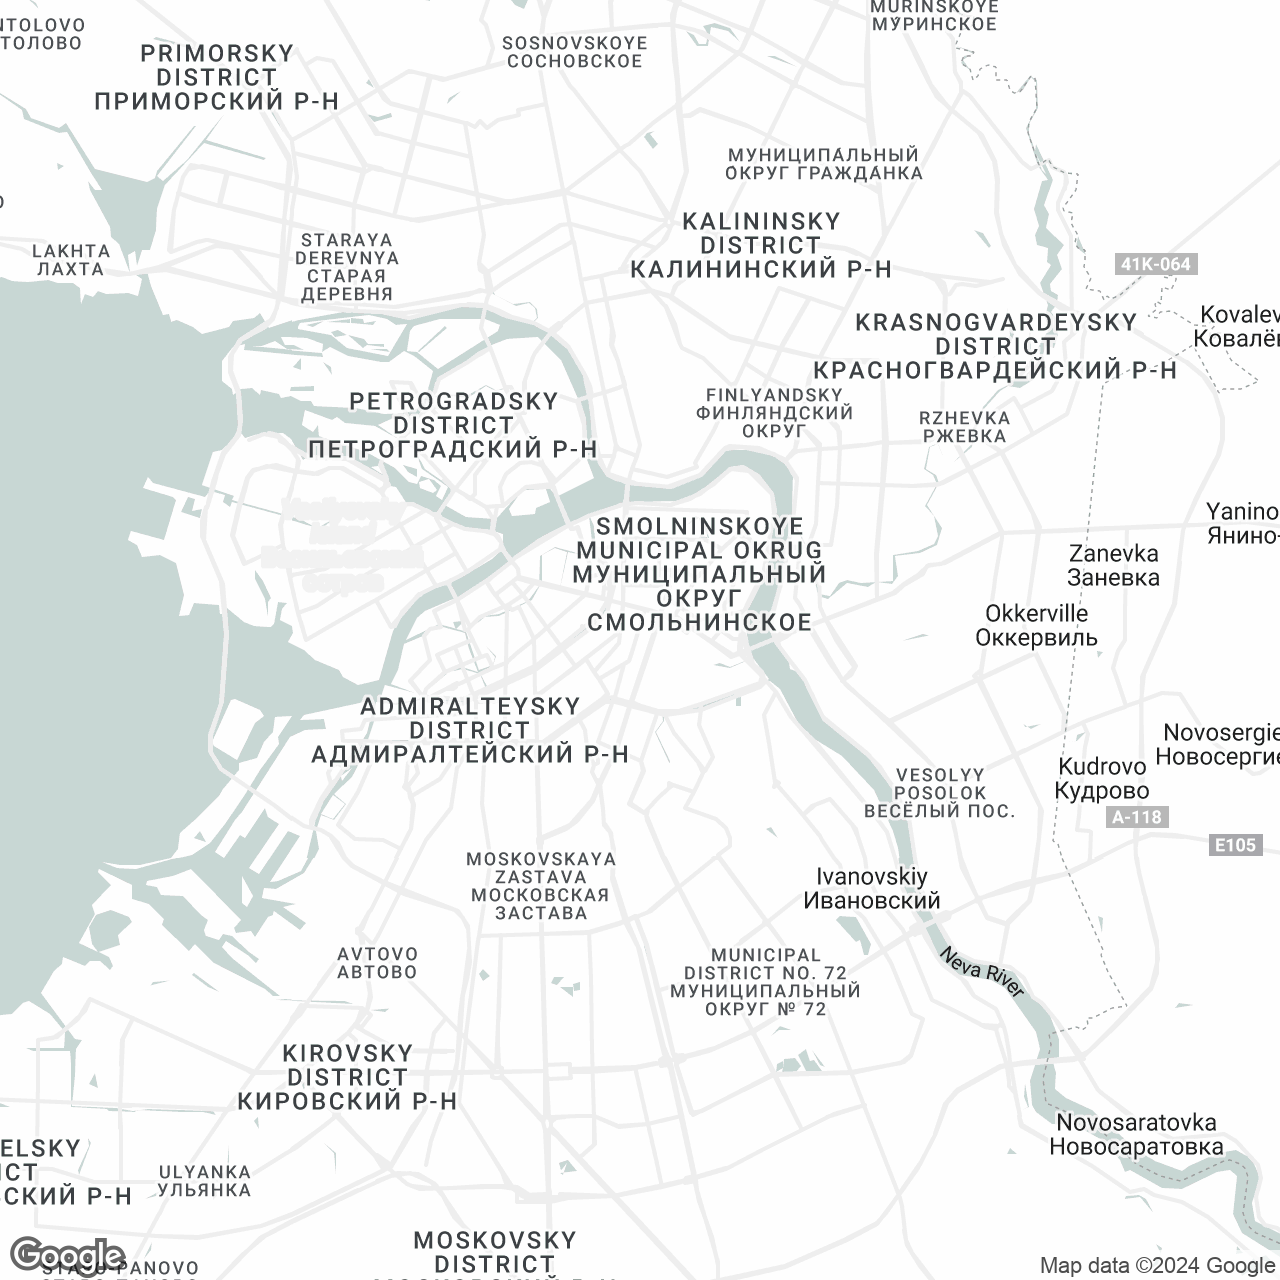 MURINSKOYE
МУРИНСКОЕ
NTOLOVO
ТОЛОВО
PRIMORSKY
DISTRICT
ПРИМОРСКИЙ Р-Н
SOSNOVSKOYE
СОСНОВСКОЕ
МУНИЦИПАЛЬНЫЙ
ОКРУГ ГРАЖДАНКА
KALININSKY
DISTRICT
КАЛИНИНСКИЙ Р-Н
LAKHTA
ЛАХТА
STARAYA
DEREVNYA
СТАРАЯ
ДЕРЕВНЯ
41K-064
Kovalev
Ковалёв
KRASNOGVARDEYSKY
DISTRICT
КРАСНОГВАРДЕЙСКИЙ Р-Н
PETROGRADSKY
DISTRICT
ПЕТРОГРАДСКИЙ Р-Н
FINLYANDSKY
ФИНЛЯНДСКИЙ
ОКРУГ
RZHEVKA
РЖЕВКА
SMOLNINSKOYE
MUNICIPAL OKRUG
МУНИЦИПАЛЬНЫЙ
ОКРУГ
СМОЛЬНИНСКОЕ
Yanino
Янино-
Zanevka
Заневка
Okkerville
Оккервиль
ADMIRALTEYSKY
DISTRICT
АДМИРАЛТЕЙСКИЙ Р-Н
Novosergie
Новосергие
Kudrovo
Кудрово
VESOLYY
POSOLOK
ВЕСЁЛЫЙ ПОС.
A-118
E105
MOSKOVSKAYA
ZASTAVA
МОСКОВСКАЯ
ЗАСТАВА
Ivanovskiy
Ивановский
AVTOVO
АВТОВО
MUNICIPAL
DISTRICT NO. 72
МУНИЦИПАЛЬНЫЙ
ОКРУГ № 72
Neva River
KIROVSKY
DISTRICT
КИРОВСКИЙ Р-Н
Novosaratovka
Новосаратовка
ELSKY
ICT
СКИЙ Р-Н
ULYANKA
УЛЬЯНКА
MOSKOVSKY
DISTRICT
МОСКОВСКИЙ Р-Н
STARO-PANOVO
СТАРО-ПАНОВО
Google
Map data ©2024 Google